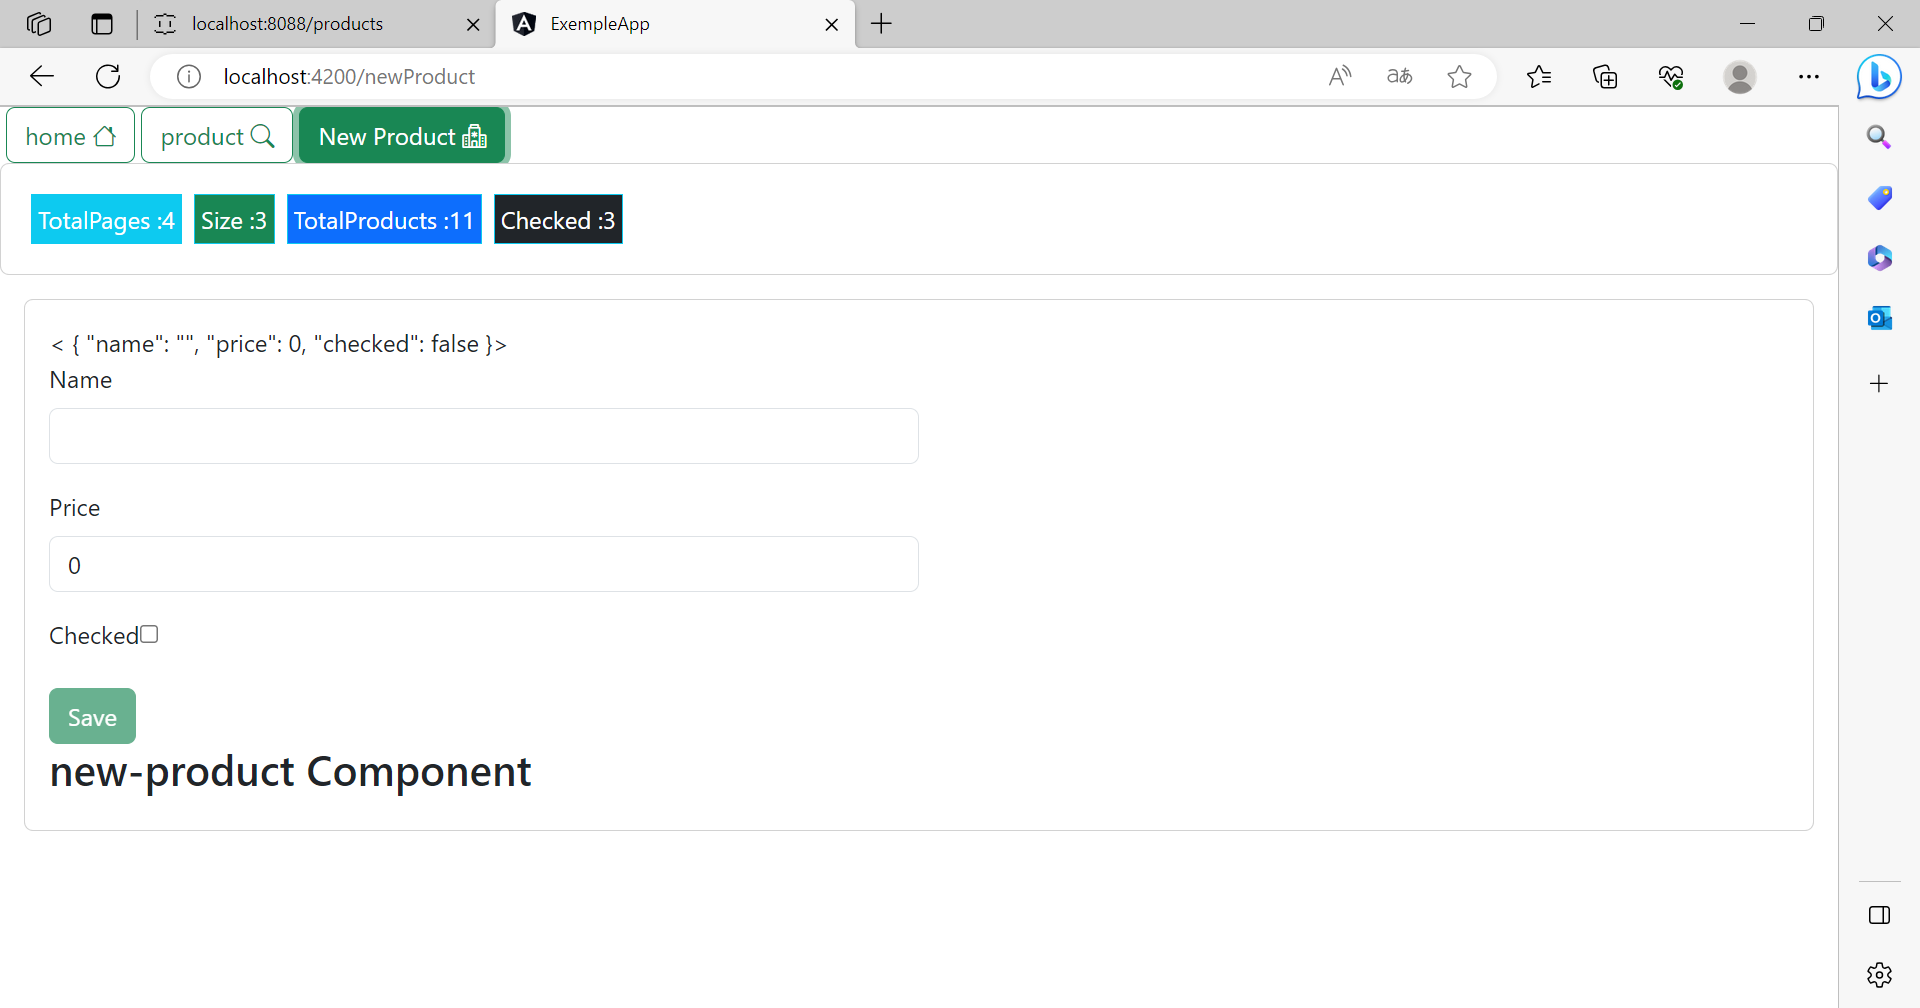 localhost:8088/products
ExempleApp
localhost:4200/newProduct
home product New Product
TotalPages :4 Size :3 TotalProducts :11 Checked :3
< { "name": "", "price": 0, "checked": false }>
Name
Price
0
Checked
Save
new-product Component